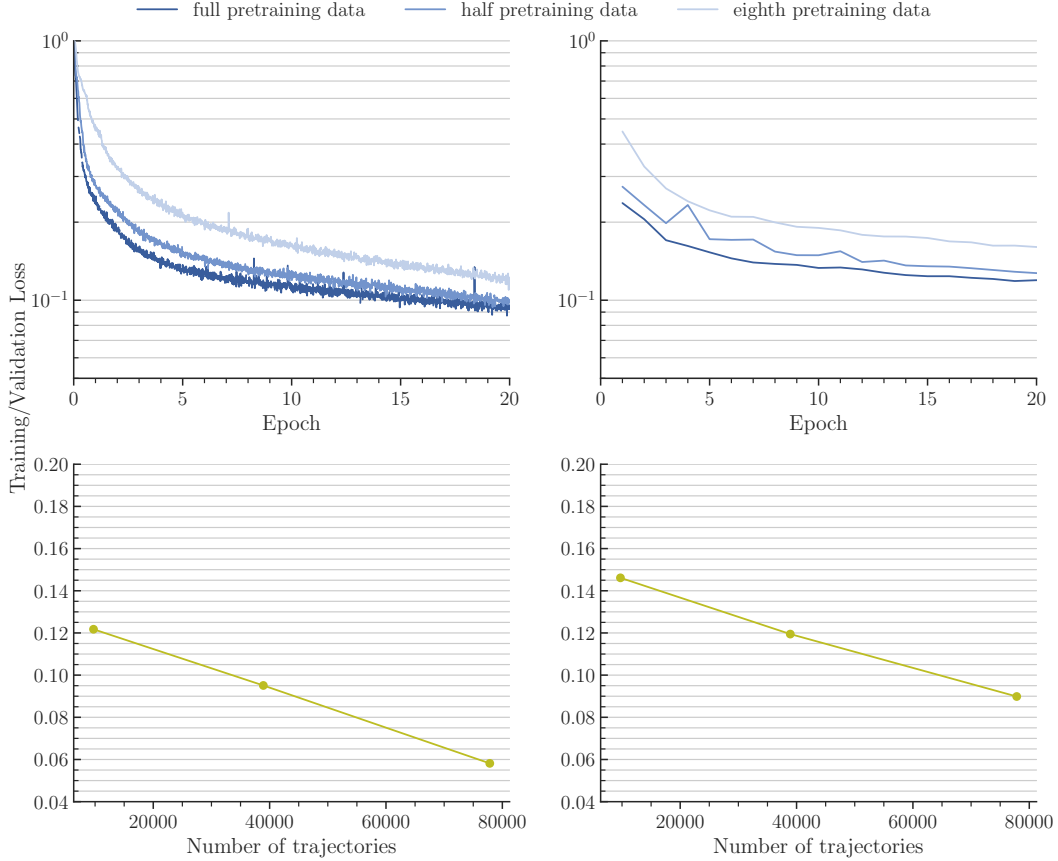 full pretraining data half pretraining data eighth pretraining data
Training/Validation Loss
10^0
10^-1
0 5 10 15 20
Epoch
10^0
10^-1
0 5 10 15 20
Epoch
0.20
0.18
0.16
0.14
0.12
0.10
0.08
0.06
0.04
20000 40000 60000 80000
Number of trajectories
0.20
0.18
0.16
0.14
0.12
0.10
0.08
0.06
0.04
20000 40000 60000 80000
Number of trajectories